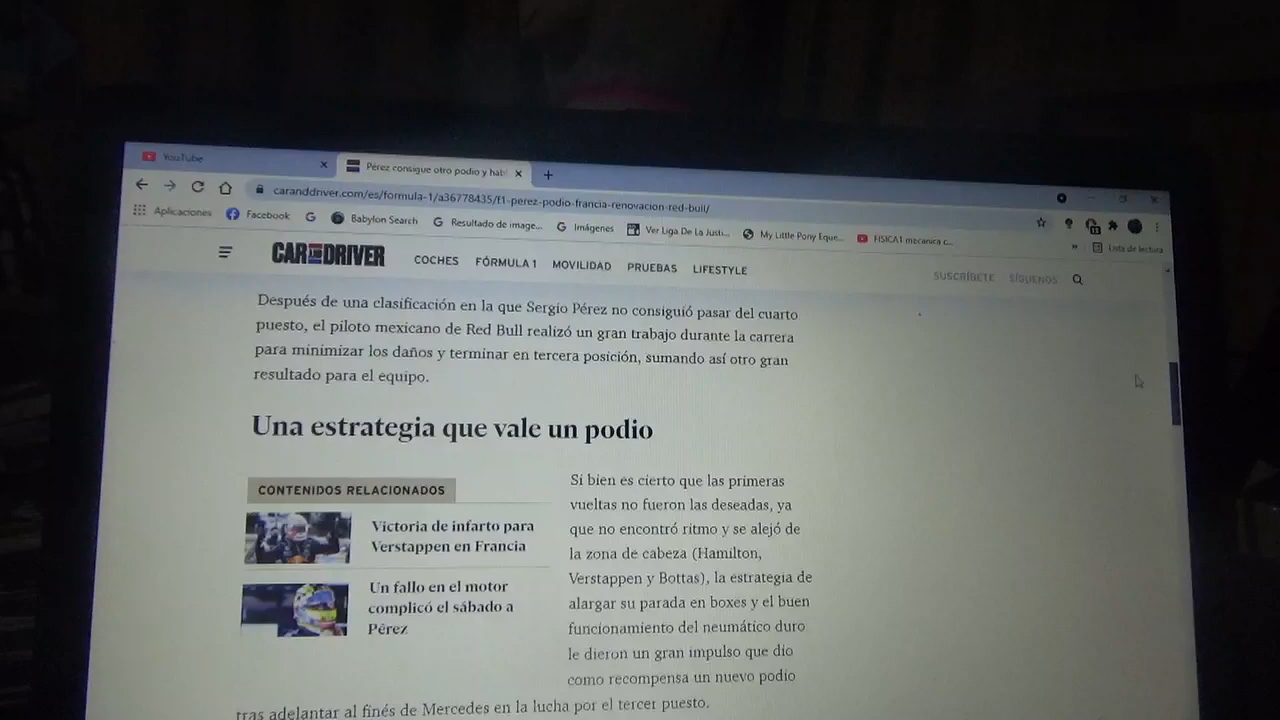 YouTube
Pérez consigue otro podio y habl
caranddriver.com/es/formula-1/a36778435/f1-perez-podio-francia-renovacion-red-bull/
Aplicaciones Facebook Babylon Search Resultado de image... Imágenes Ver Liga De La Justi... My Little Pony Eque... FISICA1 mecanica c...
Lista de lectura
CAR AND DRIVER COCHES FÓRMULA 1 MOVILIDAD PRUEBAS LIFESTYLE SUSCRÍBETE SÍGUENOS
Después de una clasificación en la que Sergio Pérez no consiguió pasar del cuarto
puesto, el piloto mexicano de Red Bull realizó un gran trabajo durante la carrera
para minimizar los daños y terminar en tercera posición, sumando así otro gran
resultado para el equipo.
Una estrategia que vale un podio
CONTENIDOS RELACIONADOS
Victoria de infarto para
Verstappen en Francia
Un fallo en el motor
complicó el sábado a
Pérez
Si bien es cierto que las primeras
vueltas no fueron las deseadas, ya
que no encontró ritmo y se alejó de
la zona de cabeza (Hamilton,
Verstappen y Bottas), la estrategia de
alargar su parada en boxes y el buen
funcionamiento del neumático duro
le dieron un gran impulso que dio
como recompensa un nuevo podio
tras adelantar al finés de Mercedes en la lucha por el tercer puesto.